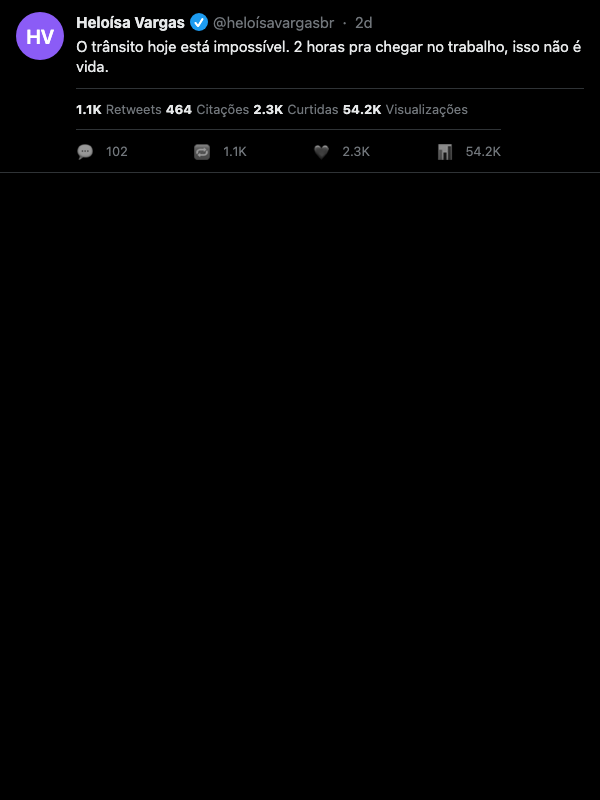 HV
Heloísa Vargas @heloísavargasbr · 2d
O trânsito hoje está impossível. 2 horas pra chegar no trabalho, isso não é
vida.
1.1K Retweets 464 Citações 2.3K Curtidas 54.2K Visualizações
102 1.1K 2.3K 54.2K